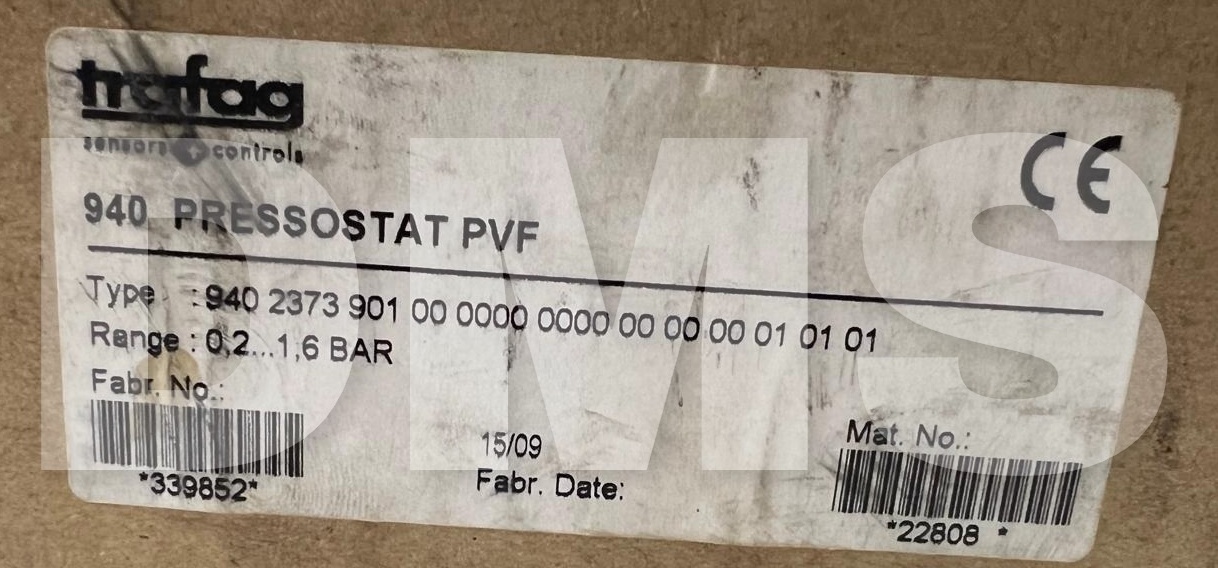 trafag
sensors + controls
CE
940 PRESSOSTAT PVF
Type :940 2373 901 00 0000 0000 00 00 00 01 01 01
Range : 0,2...1,6 BAR
Fabr. No.:
*339852*
15/09
Fabr. Date:
Mat. No.:
*22808 *
DMS